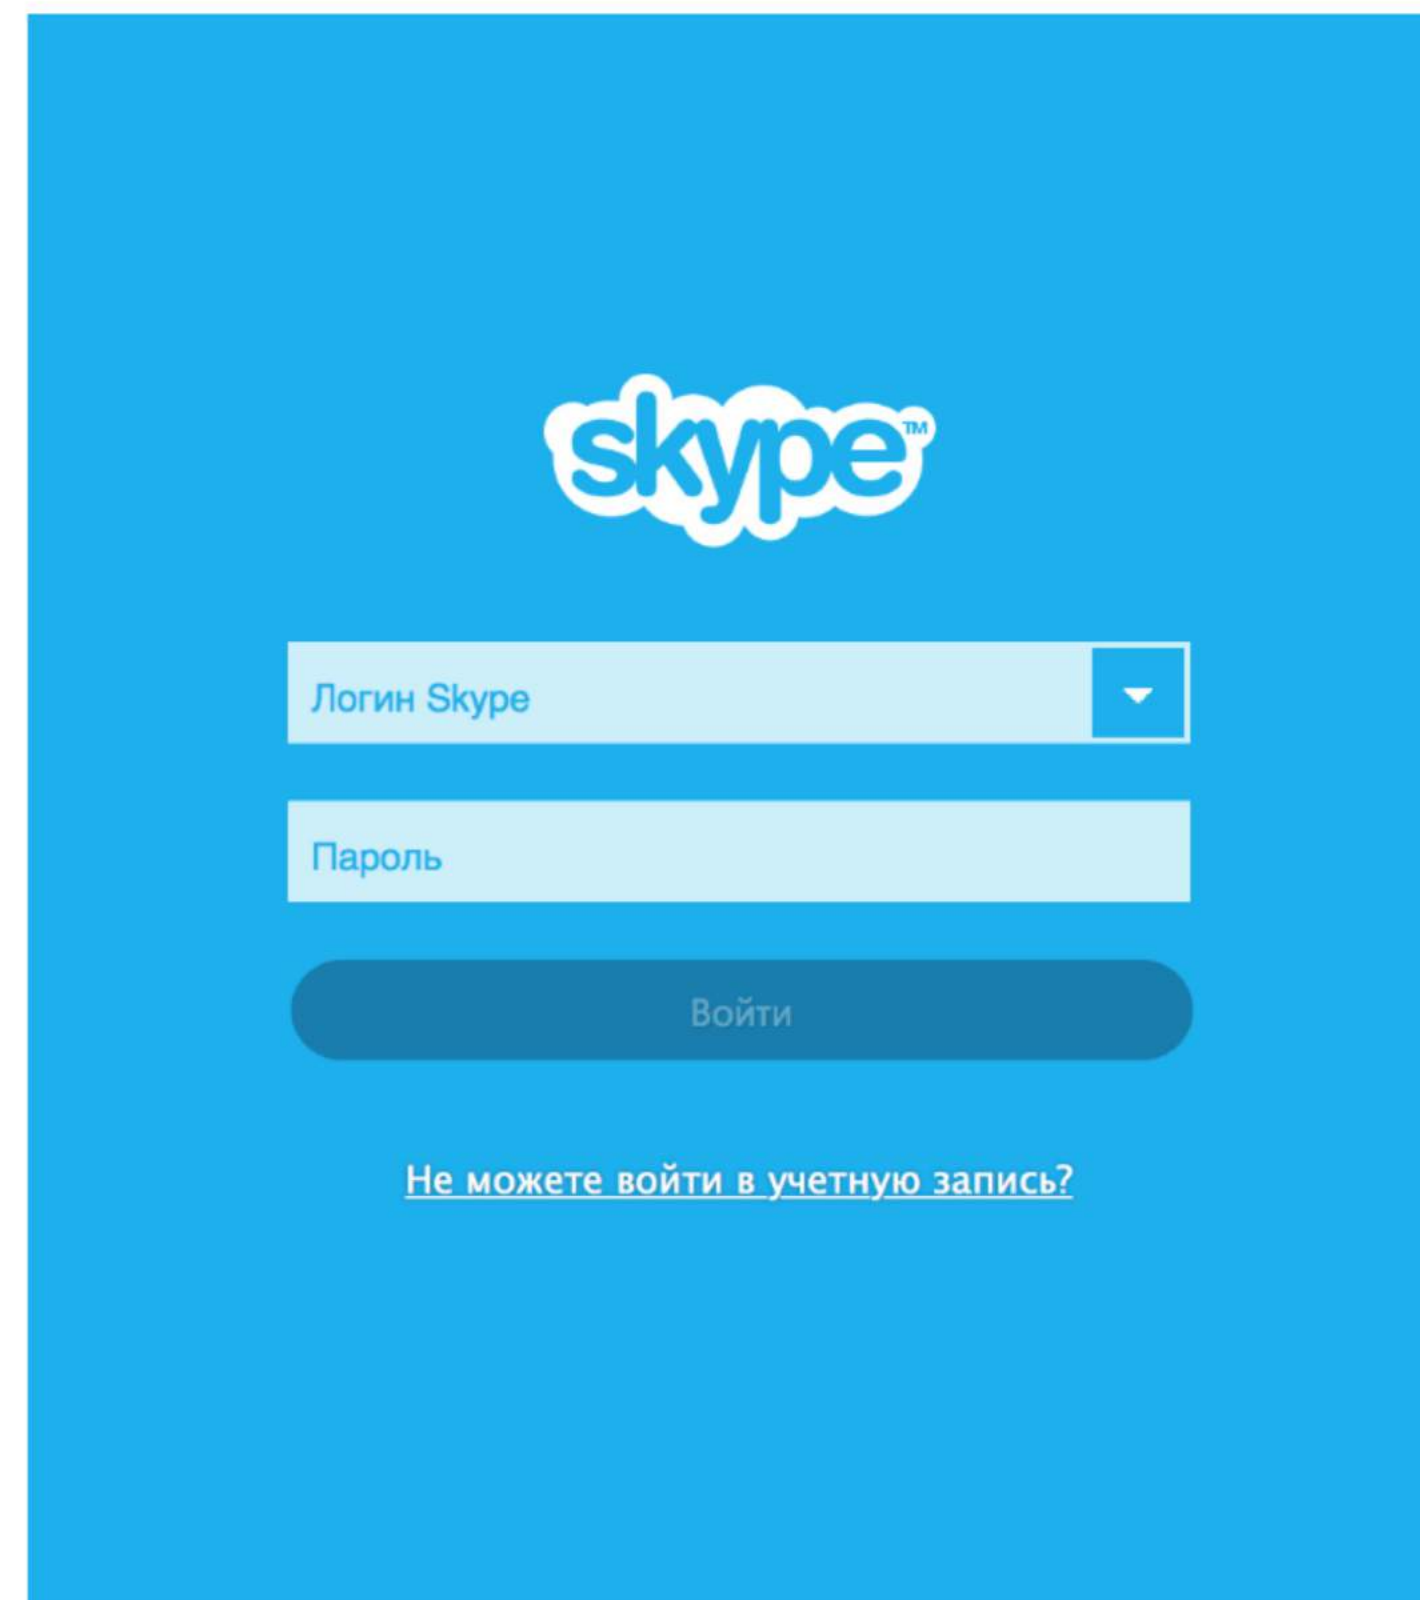 skype™
Логин Skype
Пароль
Войти
Не можете войти в учетную запись?